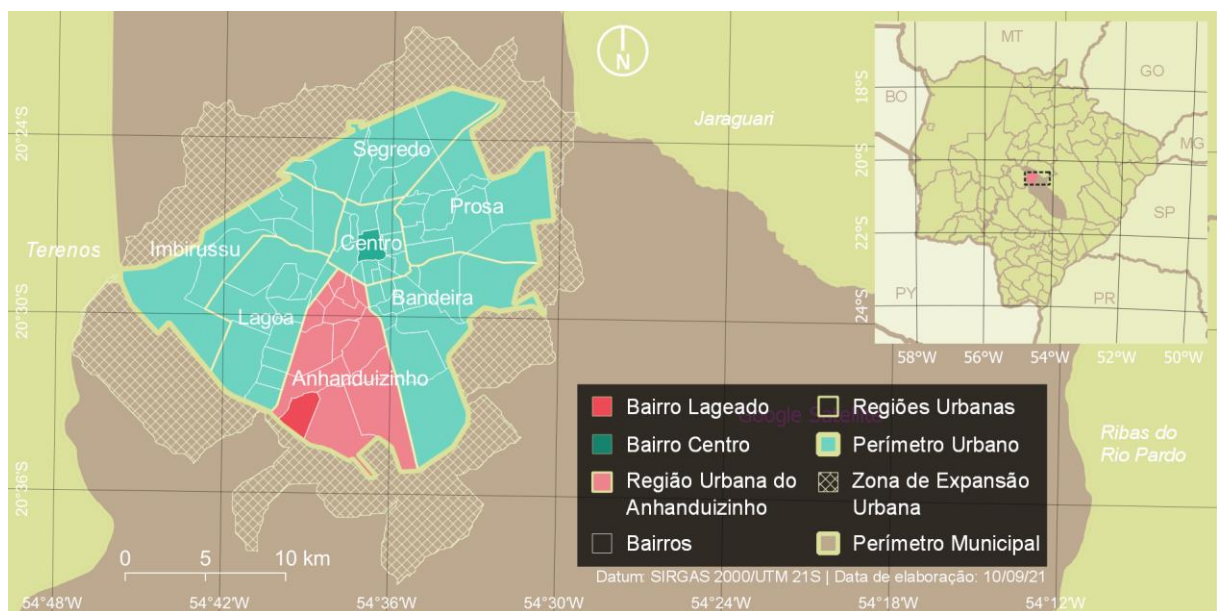 N
Jaraguari
Segredo
Prosa
Centro
Terenos
Imbirussu
Bandeira
Lagoa
Anhanduizinho
Ribas do
Rio Pardo
20°24'S
20°30'S
20°36'S
0 5 10 km
54°48'W 54°42'W 54°36'W 54°30'W 54°24'W 54°18'W 54°12'W
MT
GO
BO
MG
SP
PY
PR
18°S
20°S
22°S
24°S
58°W 56°W 54°W 52°W 50°W
Bairro Lageado
Bairro Centro
Região Urbana do
Anhanduizinho
Bairros
Regiões Urbanas
Perímetro Urbano
Zona de Expansão
Urbana
Perímetro Municipal
Google Satellite
Datum: SIRGAS 2000/UTM 21S | Data de elaboração: 10/09/21